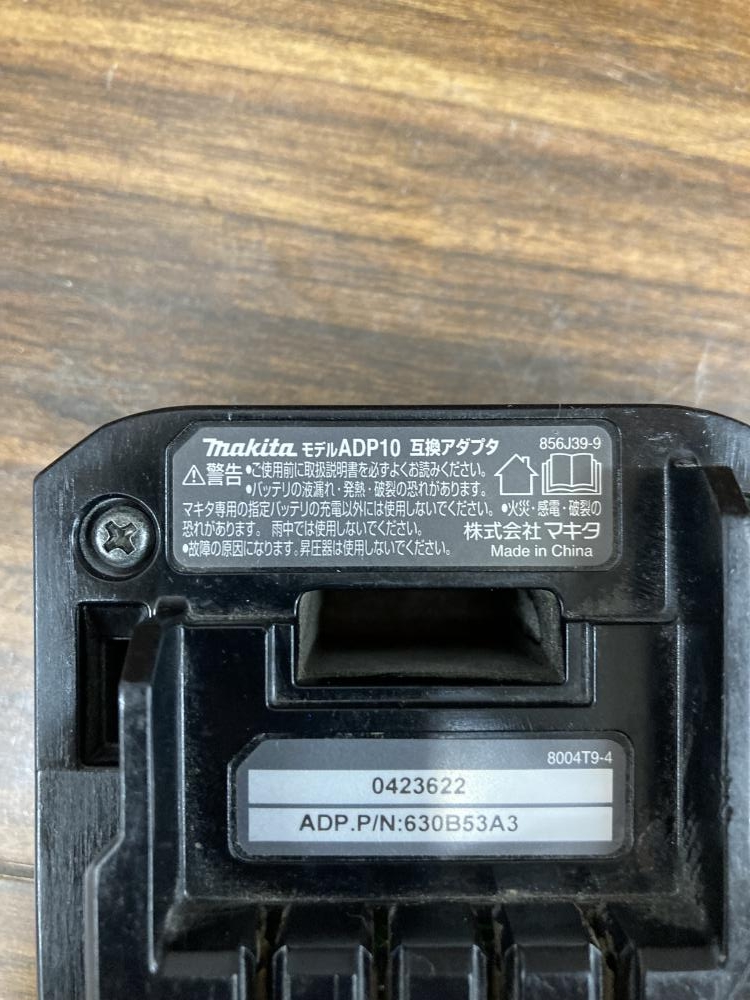 makita モデルADP10 互換アダプタ 856J39-9
警告 •ご使用前に取扱説明書を必ずよくお読みください。
•バッテリの液漏れ・発熱・破裂の恐れがあります。
マキタ専用の指定バッテリの充電以外には使用しないでください。 •火災・感電・破裂の
恐れがあります。 雨中では使用しないでください。 株式会社 マキタ
•故障の原因になります。昇圧器は使用しないでください。 Made in China
8004T9-4
0423622
ADP.P/N:630B53A3